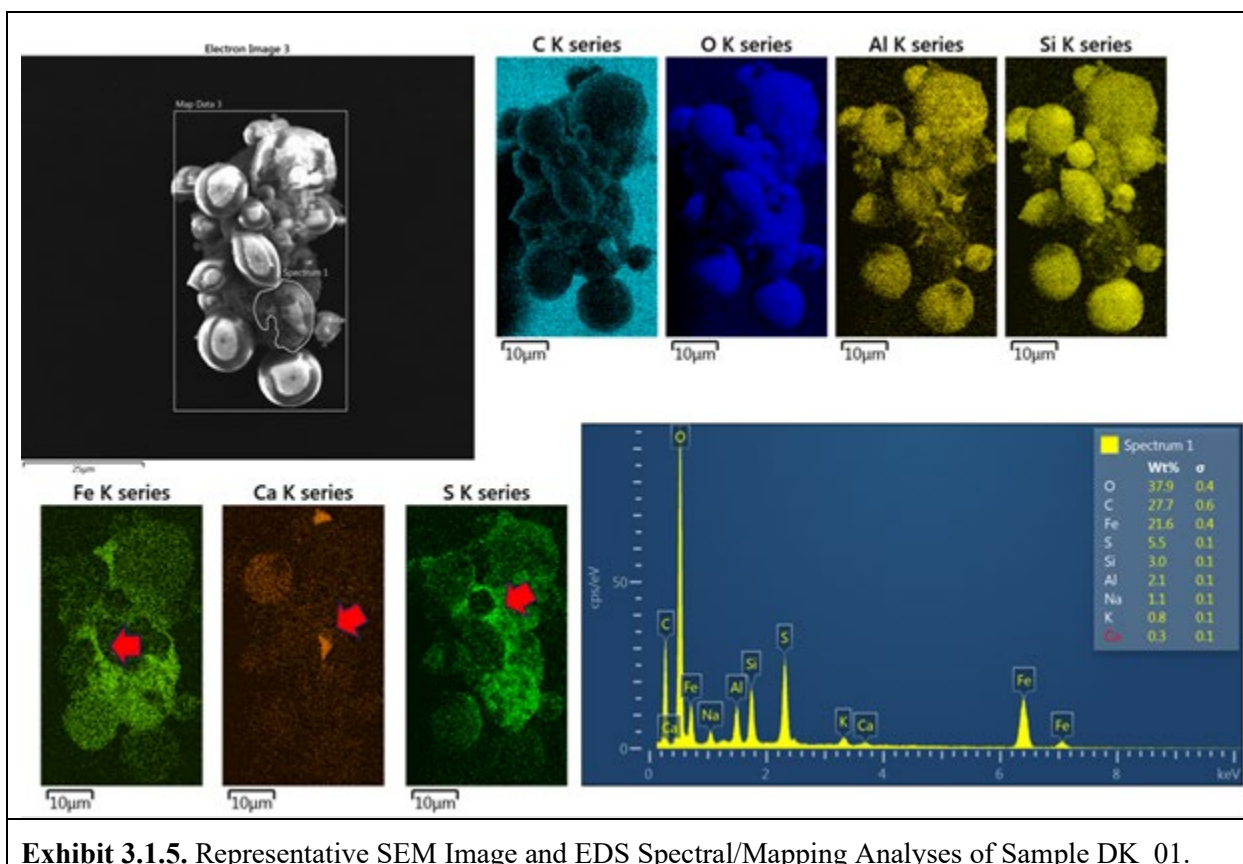 Electron Image 3
Map Data 3
Spectrum 1
25µm
C K series
O K series
Al K series
Si K series
10µm
10µm
10µm
10µm
Fe K series
Ca K series
S K series
10µm
10µm
10µm
cps/eV
50
0
C
Ca
O
Fe
Na
Al
Si
S
K
Ca
Fe
Fe
0
2
4
6
8
keV
Spectrum 1
Wt% σ
O 37.9 0.4
C 27.7 0.6
Fe 21.6 0.4
S 5.5 0.1
Si 3.0 0.1
Al 2.1 0.1
Na 1.1 0.1
K 0.8 0.1
Ca 0.3 0.1
Exhibit 3.1.5. Representative SEM Image and EDS Spectral/Mapping Analyses of Sample DK_01.